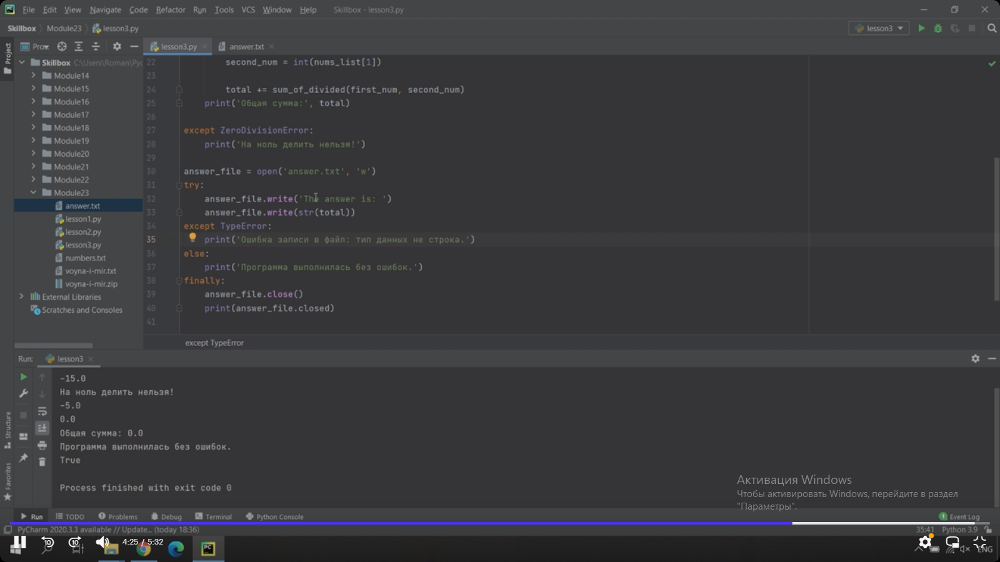 File Edit View Navigate Code Refactor Run Tools VCS Window Help Skillbox - lesson3.py
Skillbox Module23 lesson3.py lesson3
Project
lesson3.py answer.txt
Skillbox C:\Users\Roman\Pyc
Module14
Module15
Module16
Module17
Module18
Module19
Module20
Module21
Module22
Module23
answer.txt
lesson1.py
lesson2.py
lesson3.py
numbers.txt
voyna-i-mir.txt
voyna-i-mir.zip
External Libraries
Scratches and Consoles
22 second_num = int(nums_list[1])
23
24 total += sum_of_divided(first_num, second_num)
25 print('Общая сумма:', total)
26
27 except ZeroDivisionError:
28 print('На ноль делить нельзя!')
29
30 answer_file = open('answer.txt', 'w')
31 try:
32 answer_file.write('The answer is: ')
33 answer_file.write(str(total))
34 except TypeError:
35 print('Ошибка записи в файл: тип данных не строка.')
36 else:
37 print('Программа выполнилась без ошибок.')
38 finally:
39 answer_file.close()
40 print(answer_file.closed)
41
except TypeError
Run: lesson3
-15.0
На ноль делить нельзя!
-5.0
0.0
Общая сумма: 0.0
Программа выполнилась без ошибок.
True
Process finished with exit code 0
Structure
Favorites
Активация Windows
Чтобы активировать Windows, перейдите в раздел
"Параметры".
Run TODO Problems Debug Terminal Python Console 1 Event Log
PyCharm 2020.3.3 available // Update... (today 18:36) 35:41 Python 3.9
10 10 4:25 / 5:32 PC ENG